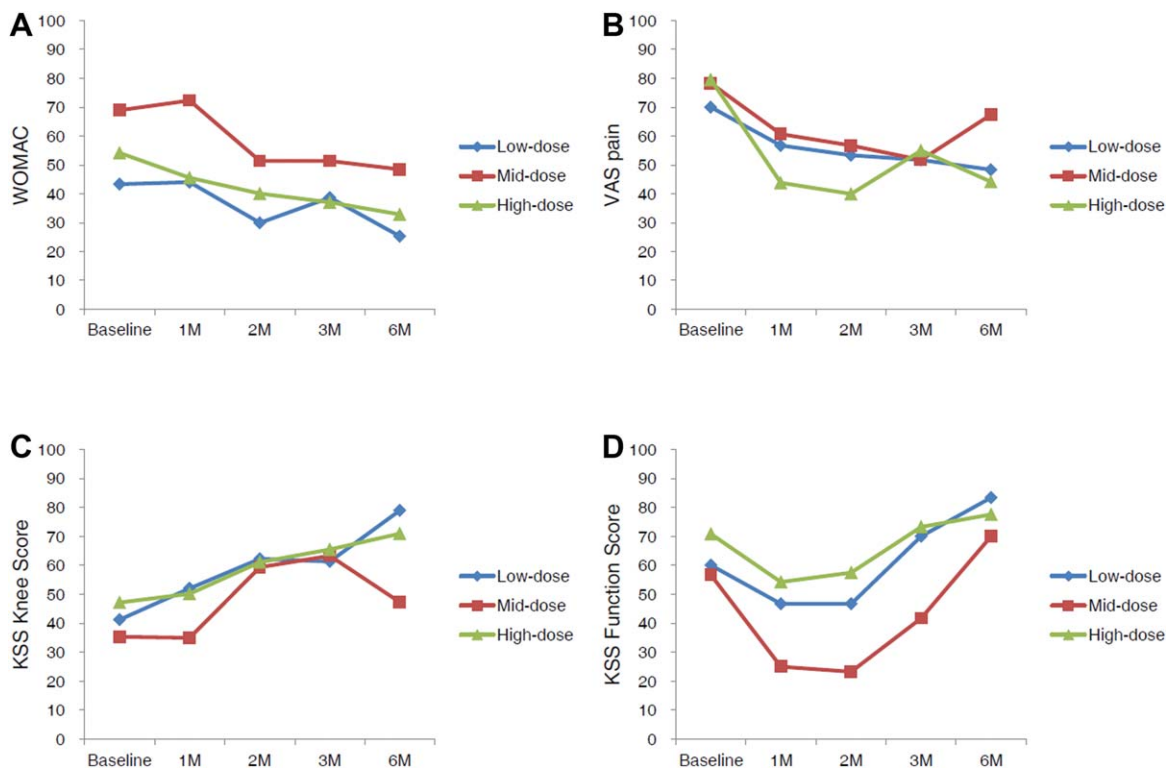 A
WOMAC
100
90
80
70
60
50
40
30
20
10
0
Baseline 1M 2M 3M 6M
Low-dose
Mid-dose
High-dose
B
VAS pain
100
90
80
70
60
50
40
30
20
10
0
Baseline 1M 2M 3M 6M
Low-dose
Mid-dose
High-dose
C
KSS Knee Score
100
90
80
70
60
50
40
30
20
10
0
Baseline 1M 2M 3M 6M
Low-dose
Mid-dose
High-dose
D
KSS Function Score
100
90
80
70
60
50
40
30
20
10
0
Baseline 1M 2M 3M 6M
Low-dose
Mid-dose
High-dose